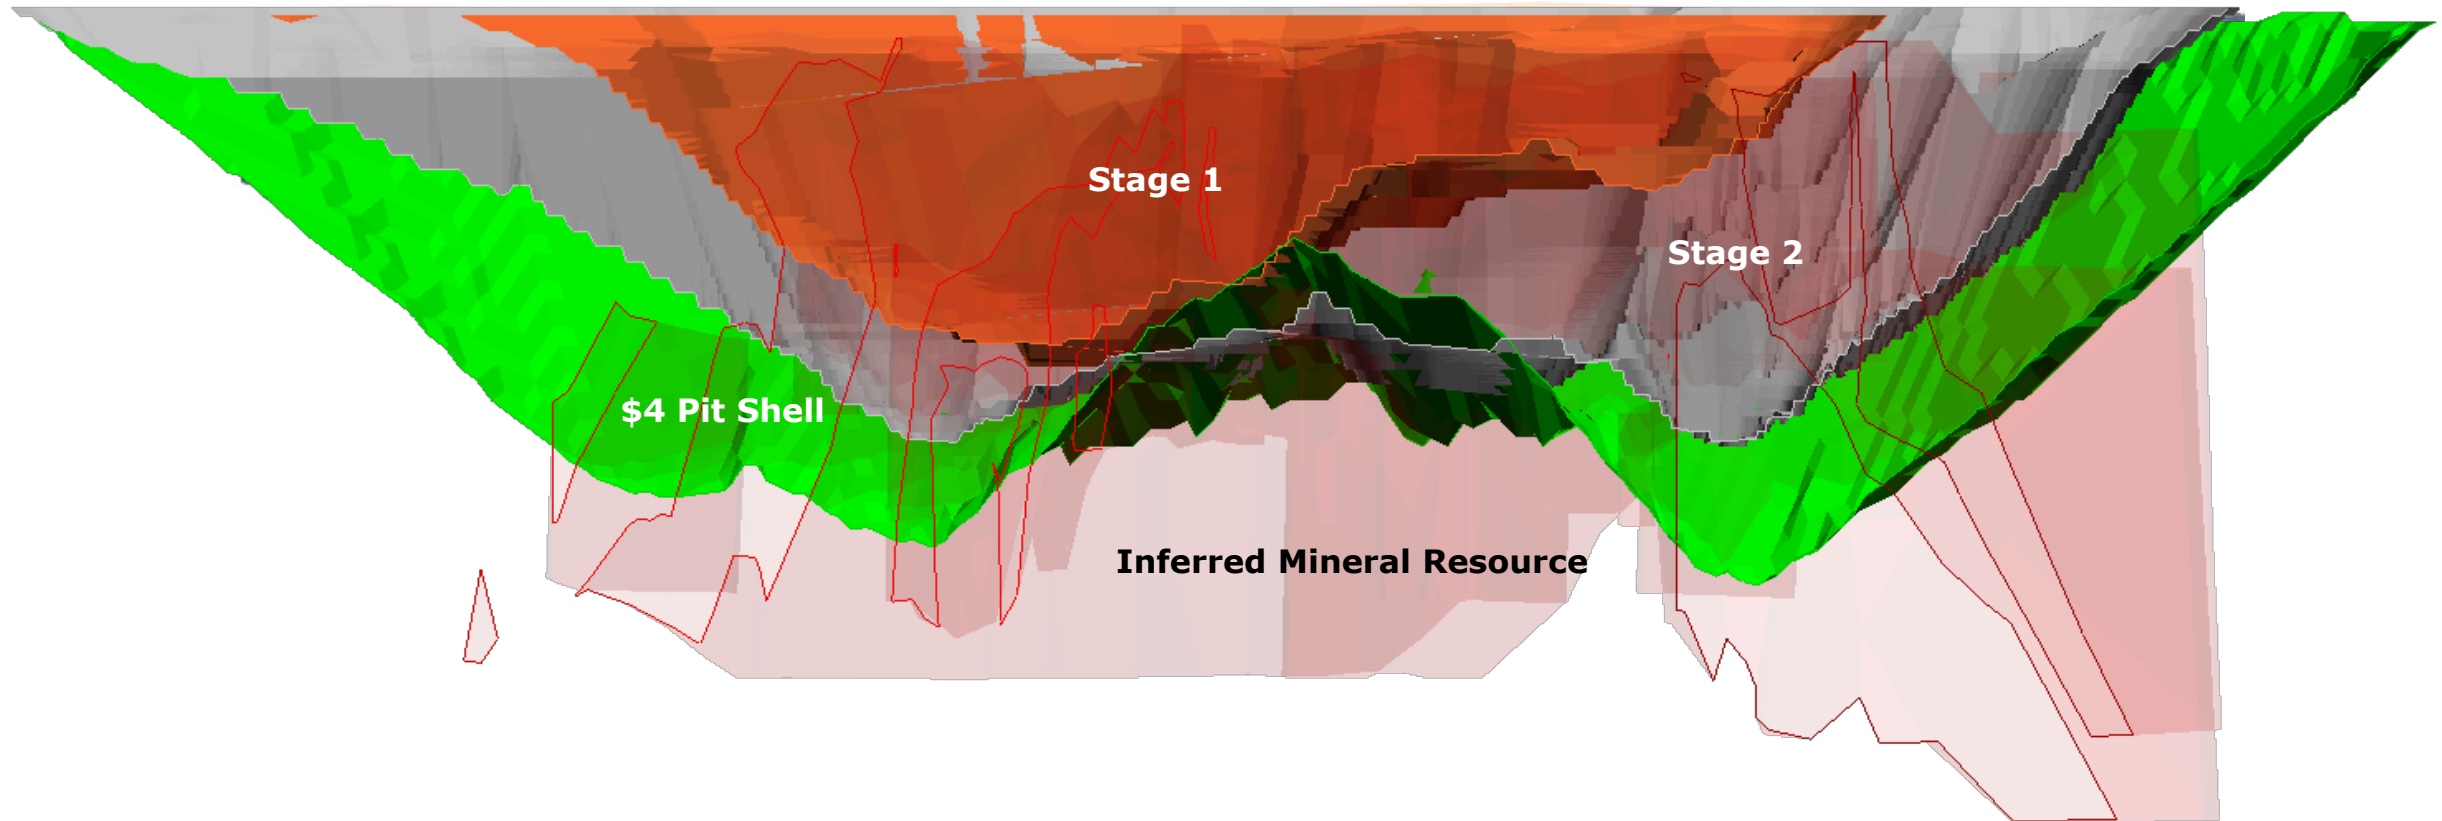 Stage 1
Stage 2
$4 Pit Shell
Inferred Mineral Resource